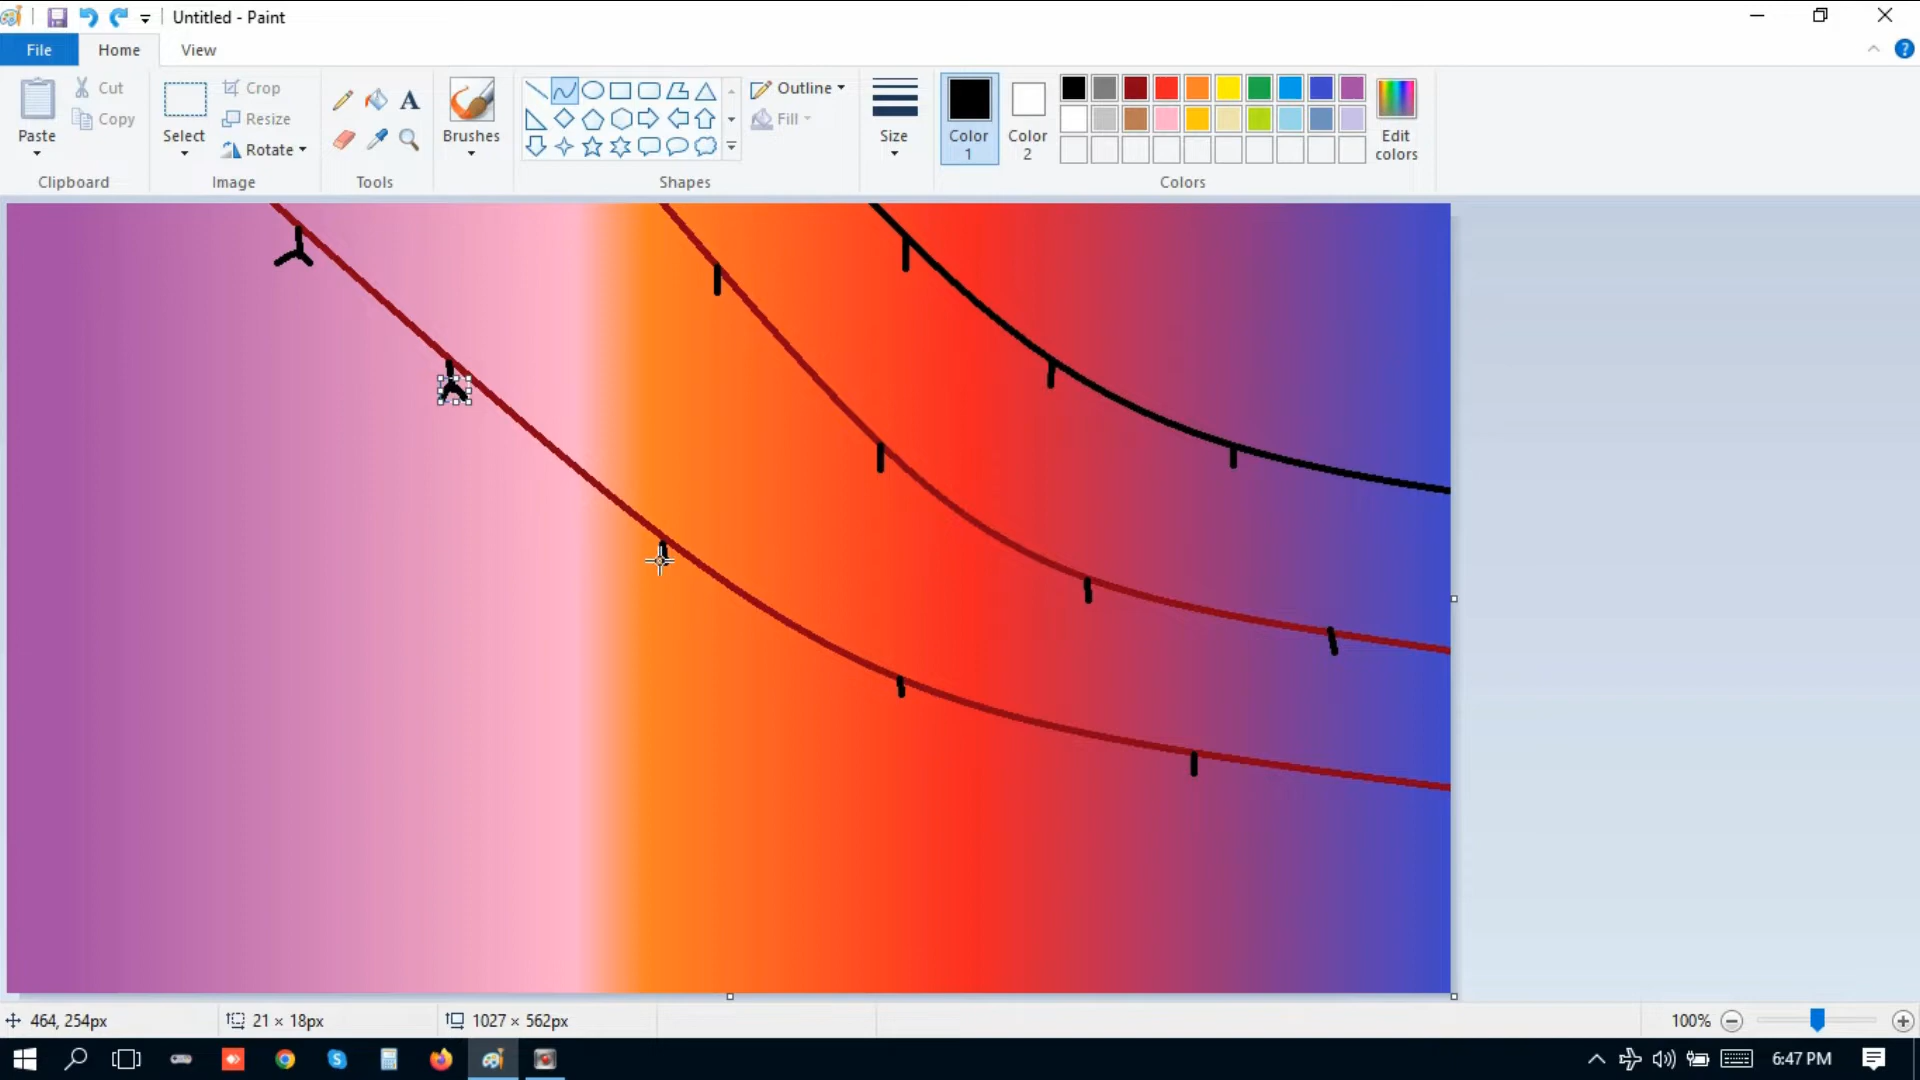 Untitled - Paint
File Home View
Paste
Cut
Copy
Clipboard
Select
Crop
Resize
Rotate
Image
A
Tools
Brushes
Outline
Fill
Shapes
Size
Color 1
Color 2
Edit colors
Colors
464, 254px
21 × 18px
1027 × 562px
100%
6:47 PM